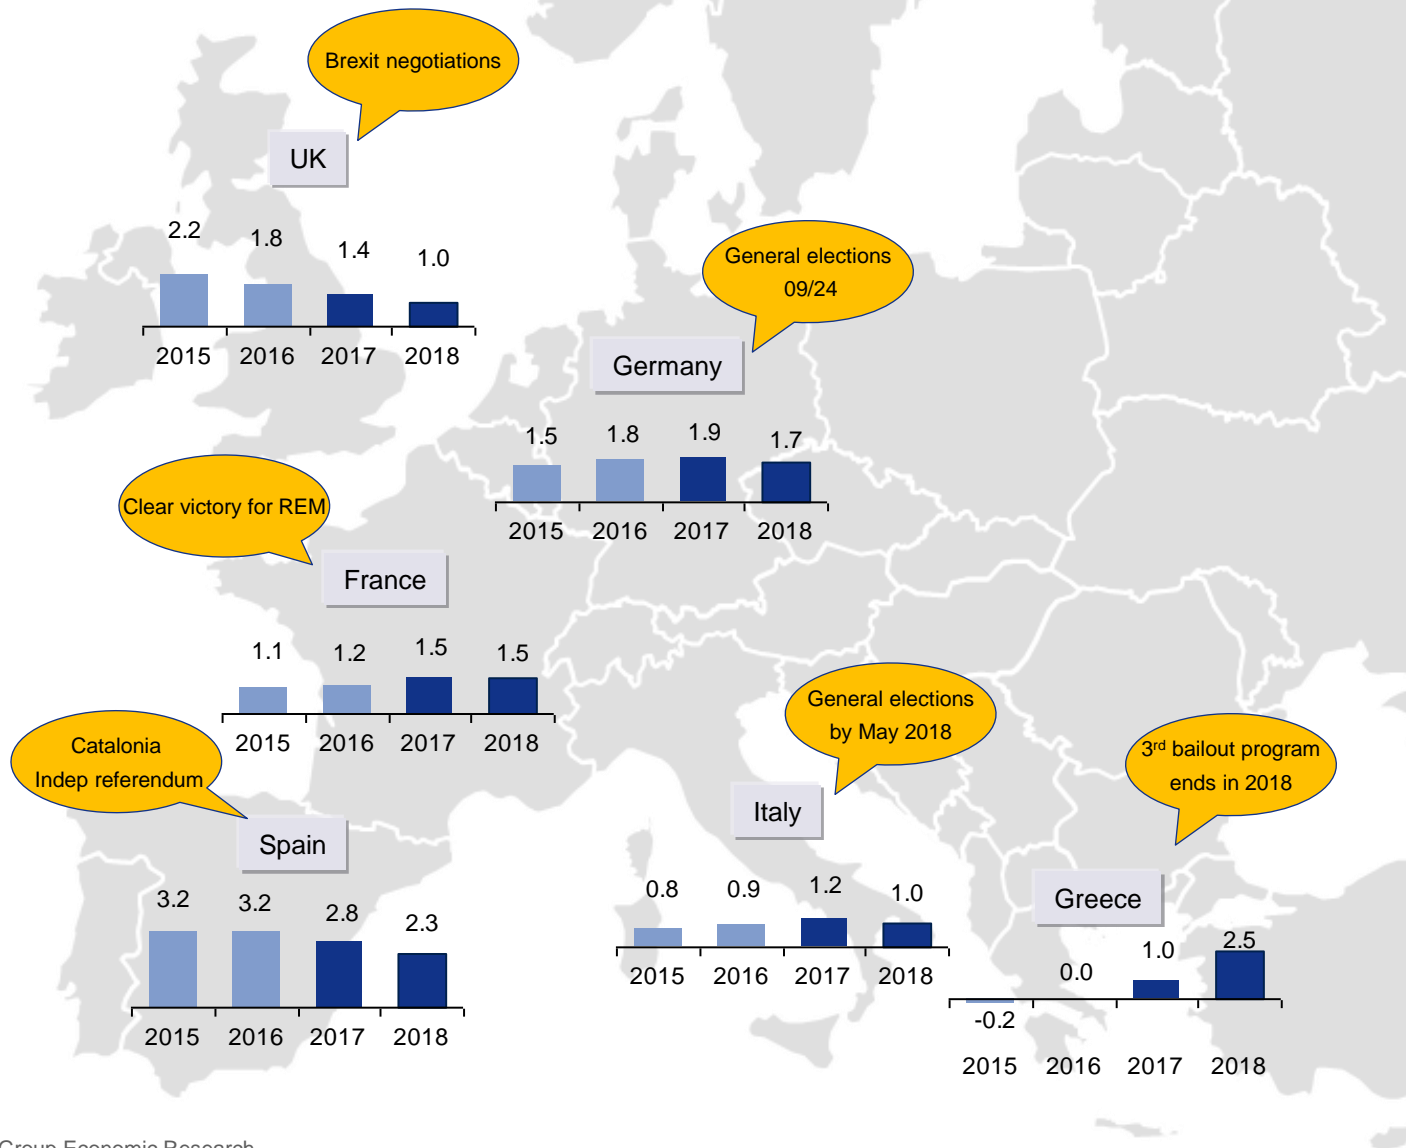 Brexit negotiations
UK
2.2 1.8 1.4 1.0
2015 2016 2017 2018
General elections
09/24
Germany
1.5 1.8 1.9 1.7
2015 2016 2017 2018
Clear victory for REM
France
1.1 1.2 1.5 1.5
2015 2016 2017 2018
Catalonia
Indep referendum
Spain
3.2 3.2 2.8 2.3
2015 2016 2017 2018
General elections
by May 2018
Italy
0.8 0.9 1.2 1.0
2015 2016 2017 2018
3rd bailout program
ends in 2018
Greece
-0.2 0.0 1.0 2.5
2015 2016 2017 2018
Group Economic Research